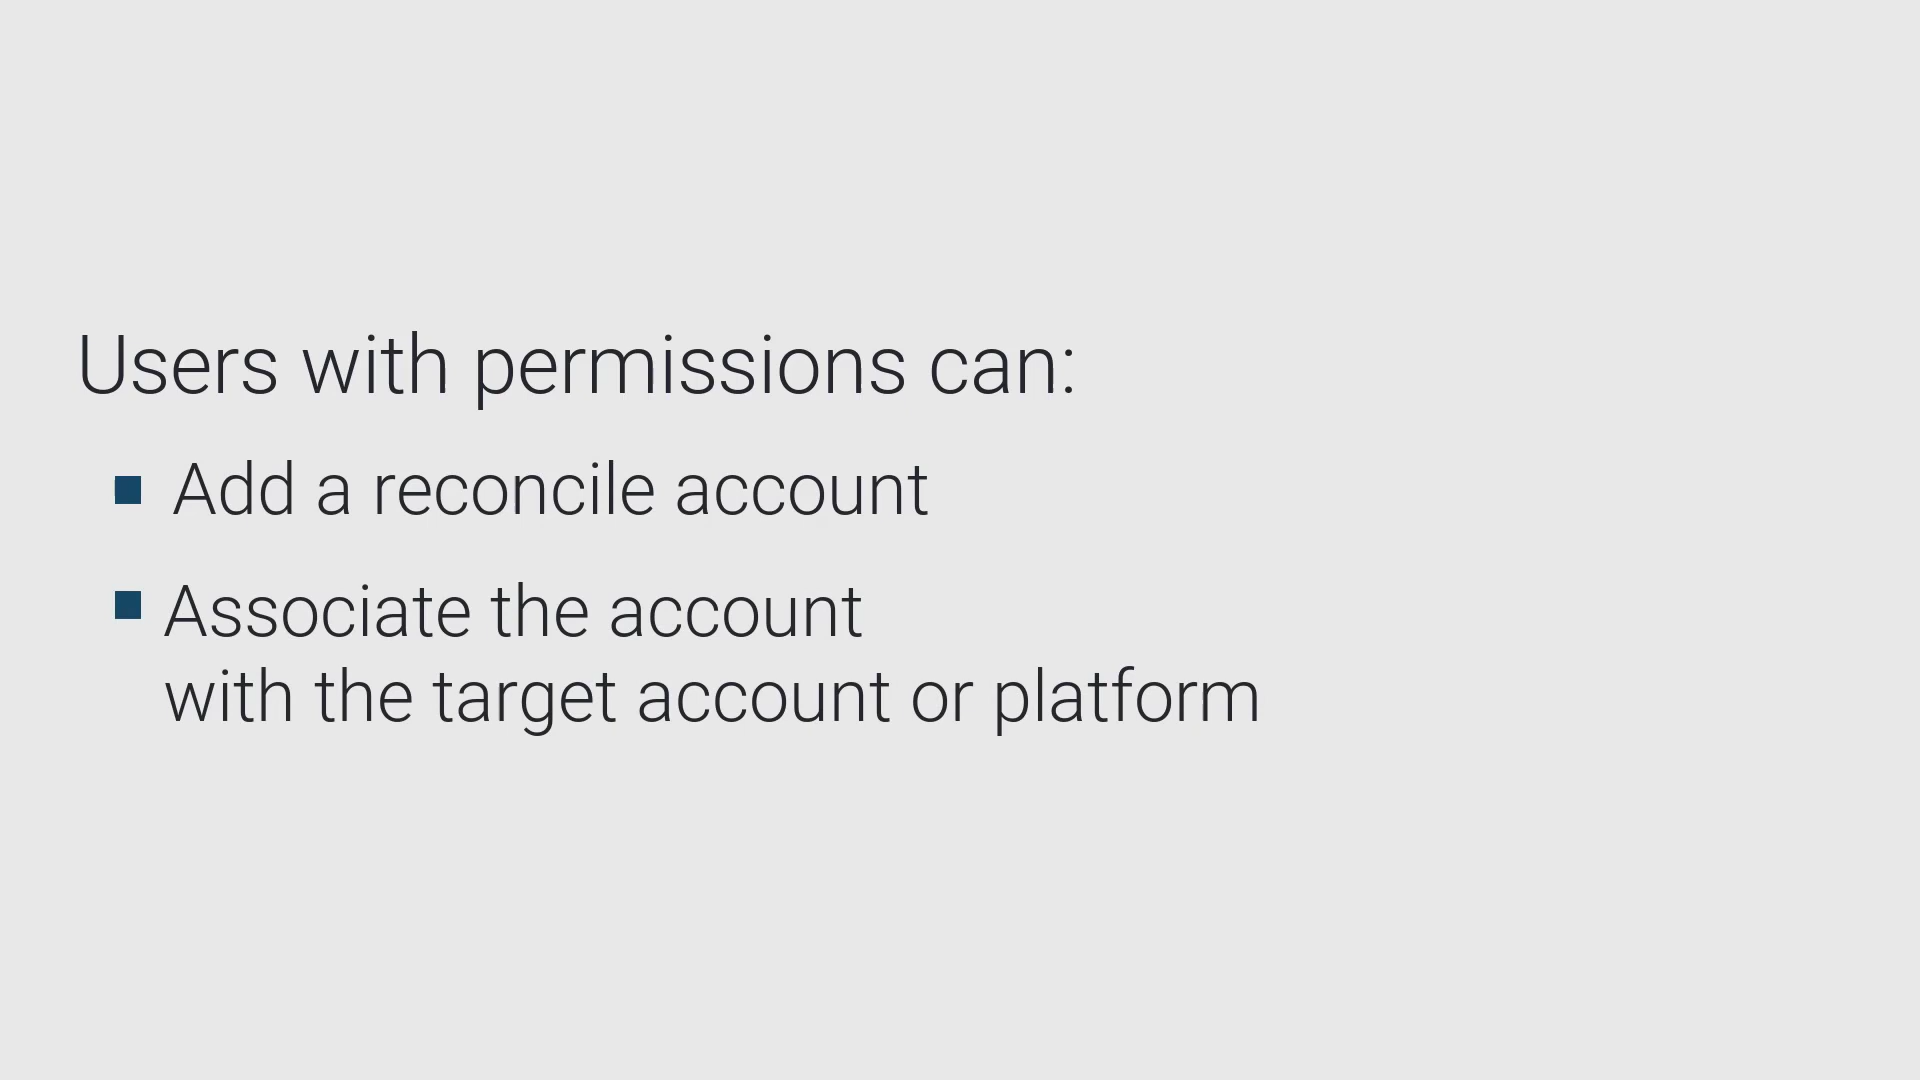 Users with permissions can:
Add a reconcile account
Associate the account
with the target account or platform